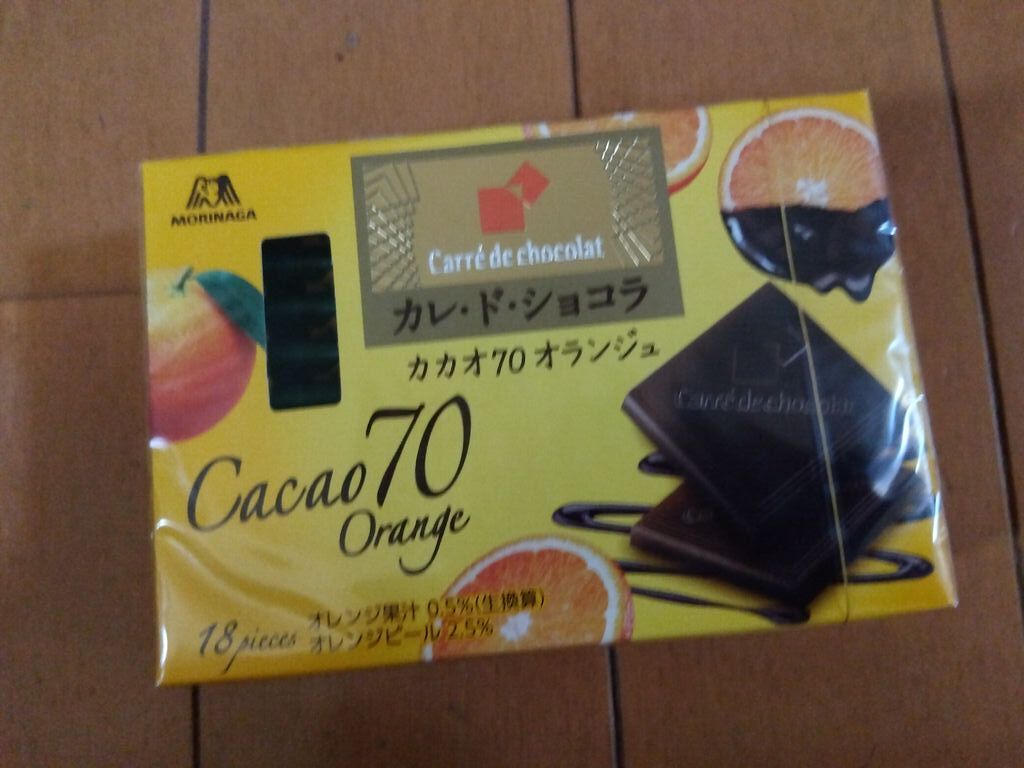 MORINAGA
Carré de chocolat
カレ・ド・ショコラ
カカオ70 オランジュ
Carré de chocolat
Cacao 70
Orange
18 pieces
オレンジ果汁 0.5%(生換算)
オレンジピール 2.5%